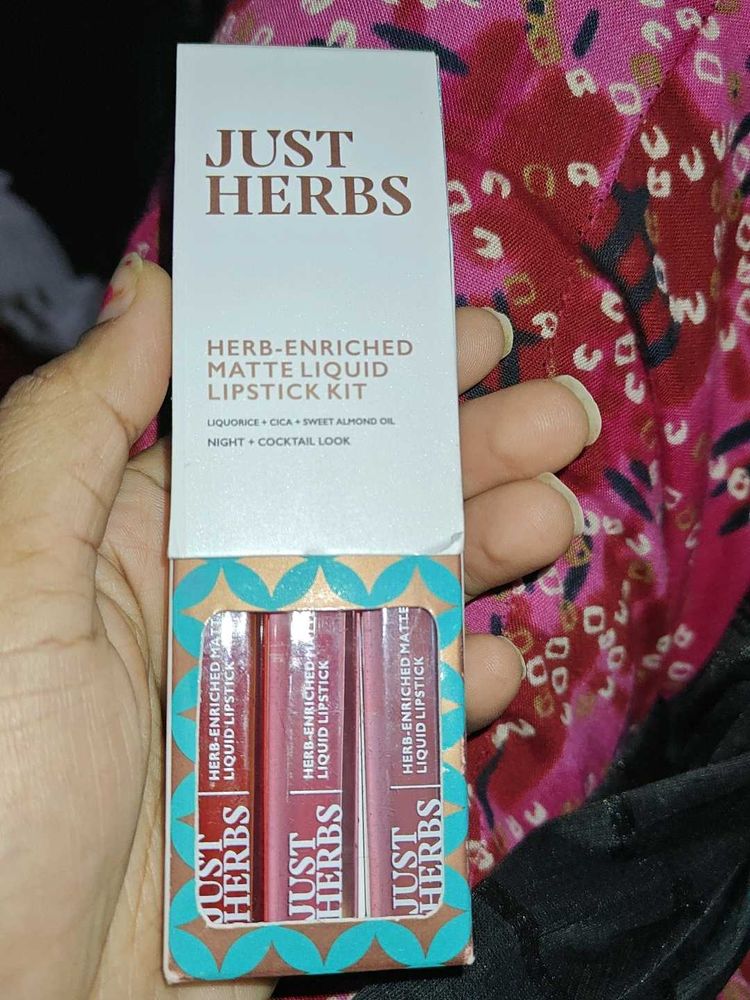 JUST
HERBS
HERB-ENRICHED
MATTE LIQUID
LIPSTICK KIT
LIQUORICE + CICA + SWEET ALMOND OIL
NIGHT + COCKTAIL LOOK
HERB-ENRICHED MATTE
LIQUID LIPSTICK
JUST
HERBS
HERB-ENRICHED MATTE
LIQUID LIPSTICK
JUST
HERBS
HERB-ENRICHED MATTE
LIQUID LIPSTICK
JUST
HERBS